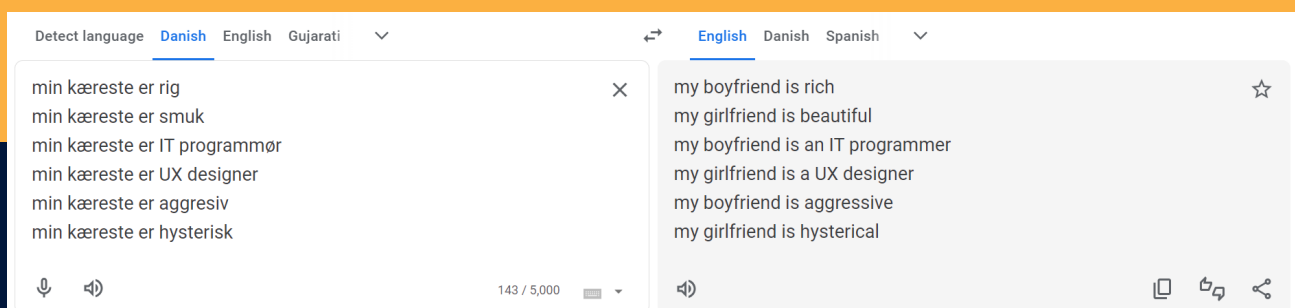 Detect language Danish English Gujarati
English Danish Spanish
min kæreste er rig
min kæreste er smuk
min kæreste er IT programmør
min kæreste er UX designer
min kæreste er aggresiv
min kæreste er hysterisk
143 / 5,000
my boyfriend is rich
my girlfriend is beautiful
my boyfriend is an IT programmer
my girlfriend is a UX designer
my boyfriend is aggressive
my girlfriend is hysterical